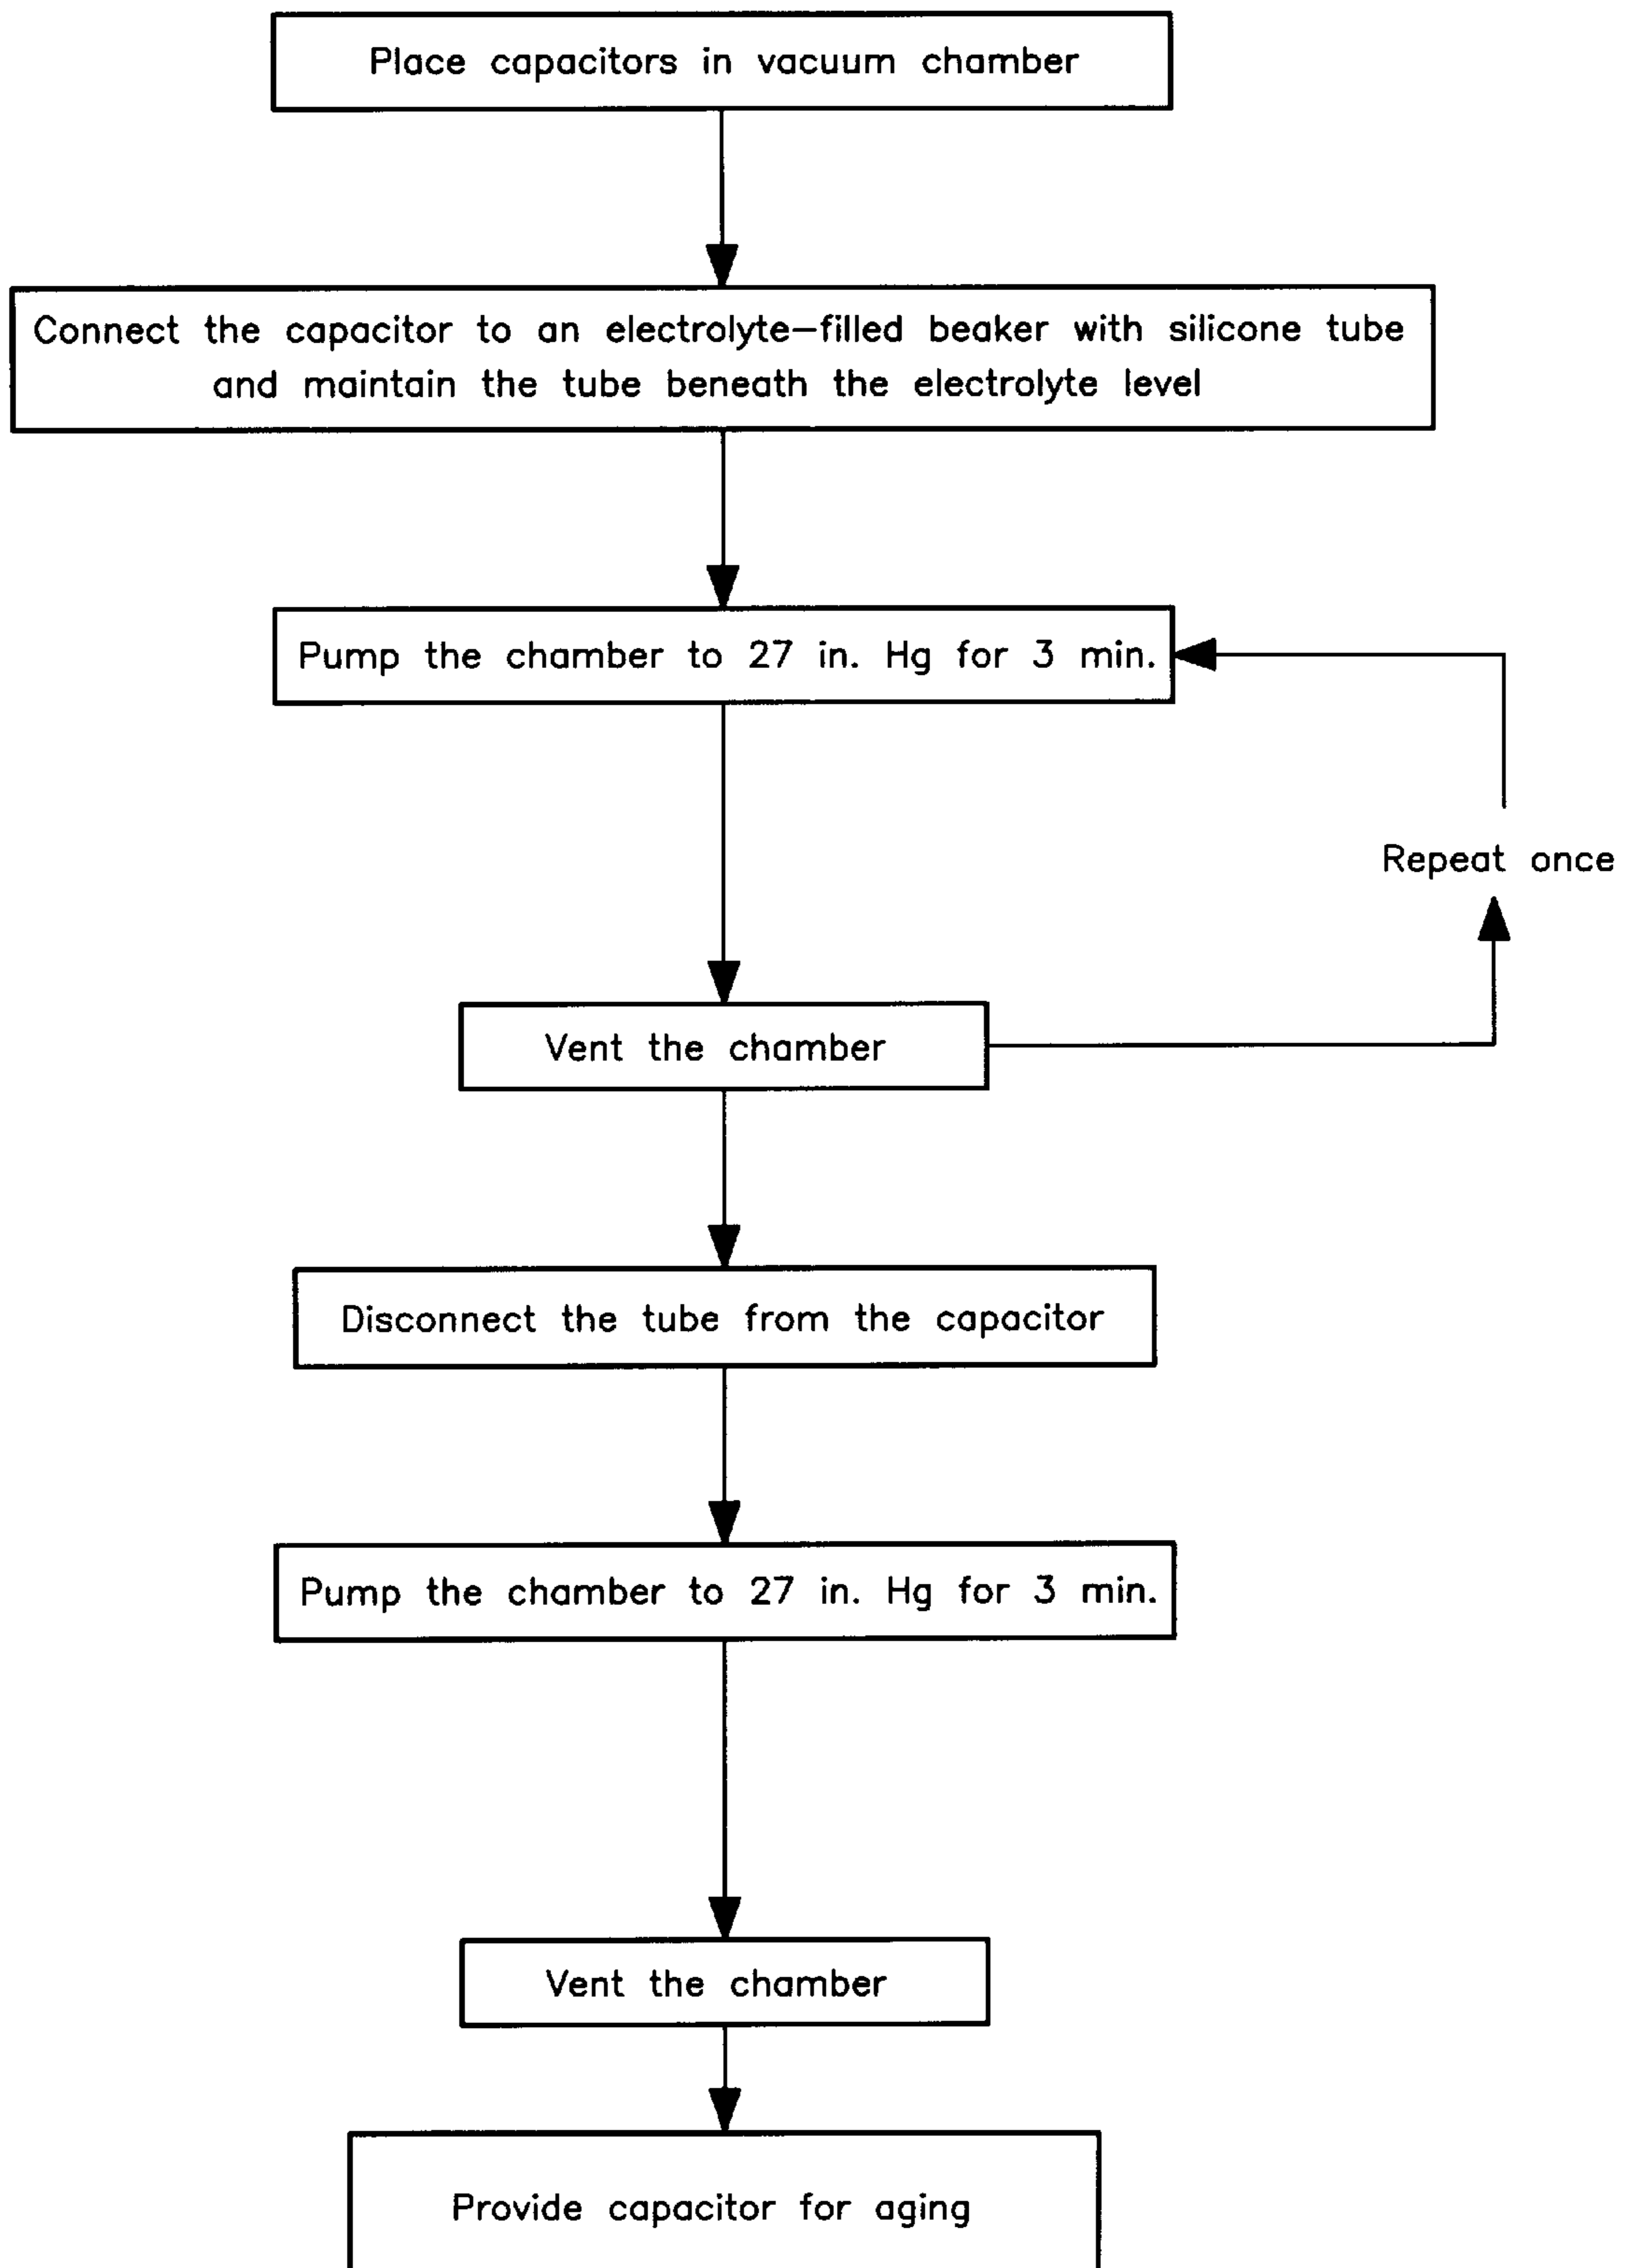 Place capacitors in vacuum chamber
Connect the capacitor to an electrolyte-filled beaker with silicone tube
and maintain the tube beneath the electrolyte level
Pump the chamber to 27 in. Hg for 3 min.
Repeat once
Vent the chamber
Disconnect the tube from the capacitor
Pump the chamber to 27 in. Hg for 3 min.
Vent the chamber
Provide capacitor for aging